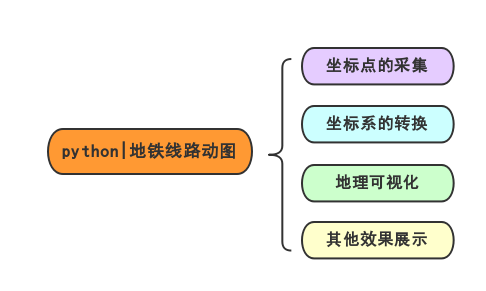 坐标点的采集
坐标系的转换
python|地铁线路动图
地理可视化
其他效果展示